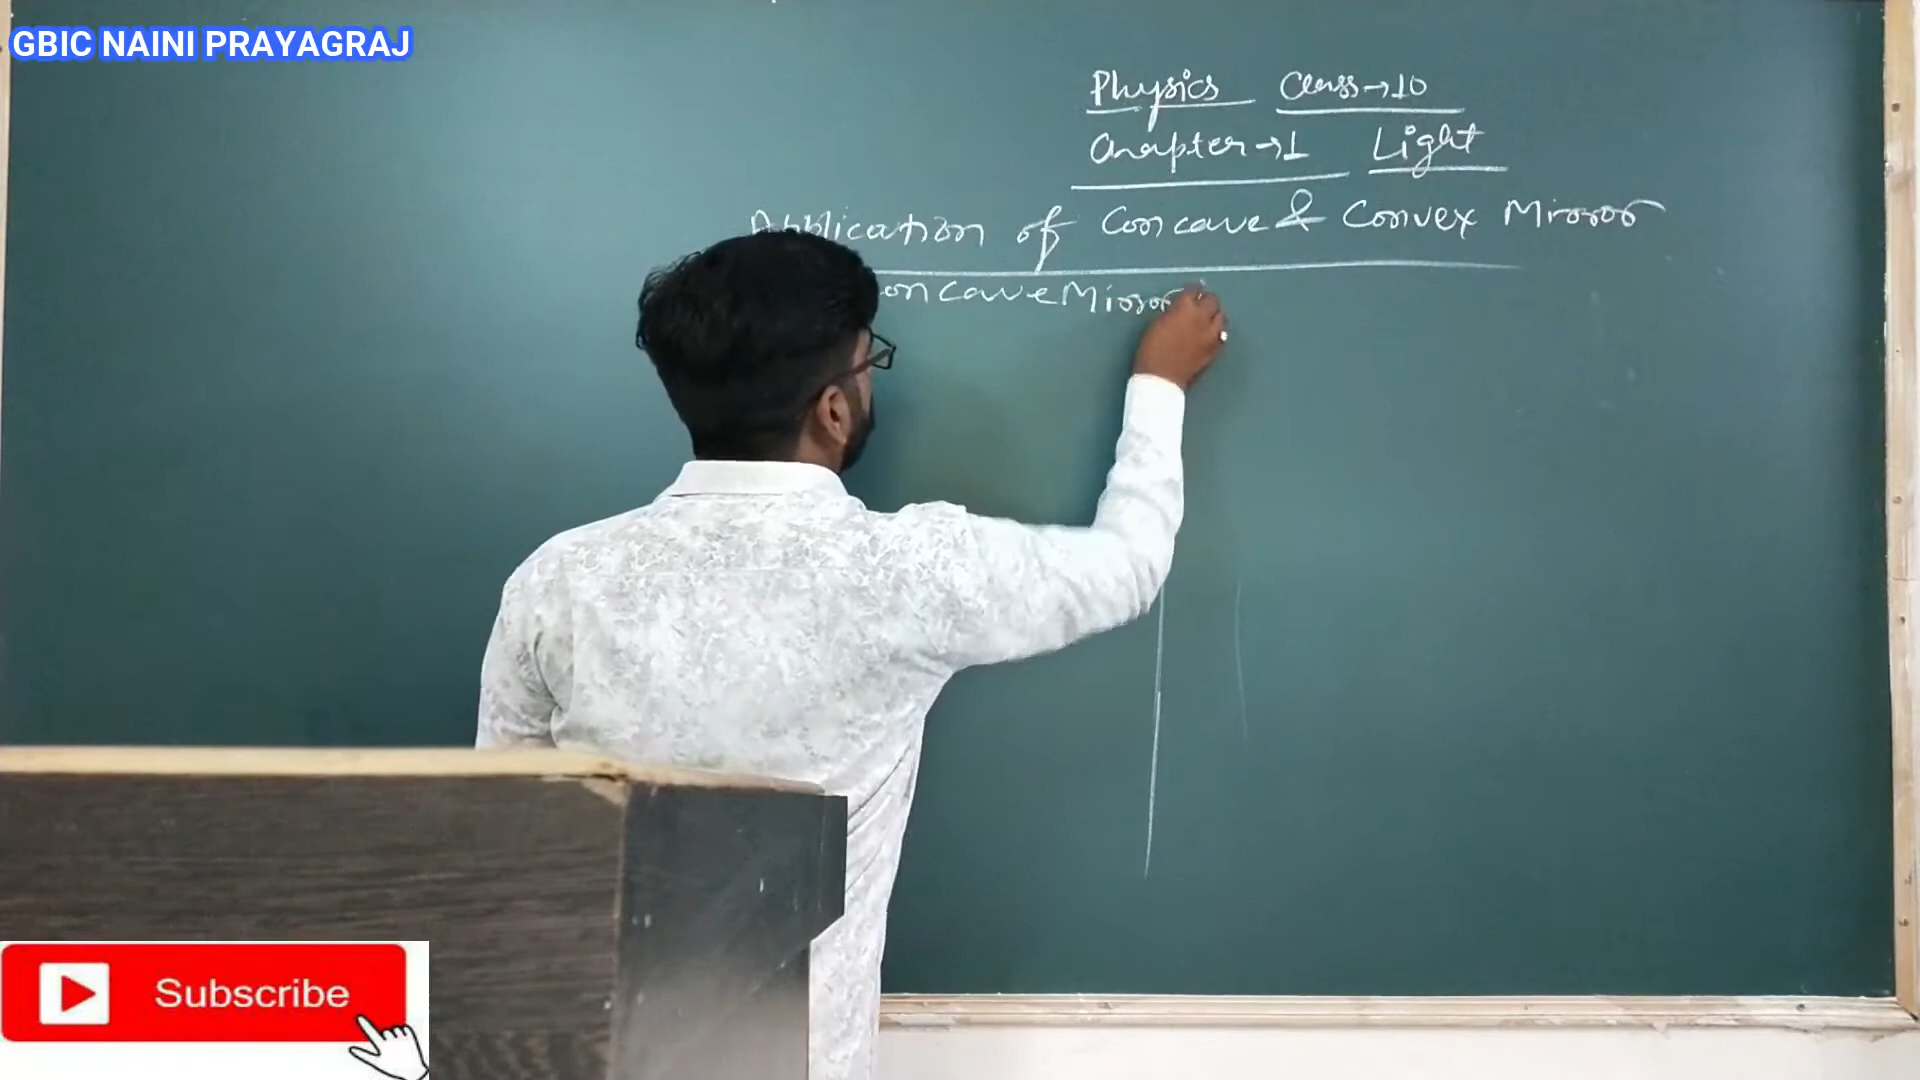 GBIC NAINI PRAYAGRAJ
Physics Class→10
Chapter→1 Light
Application of Concave & Convex Mirror
oncave Mirror
Subscribe